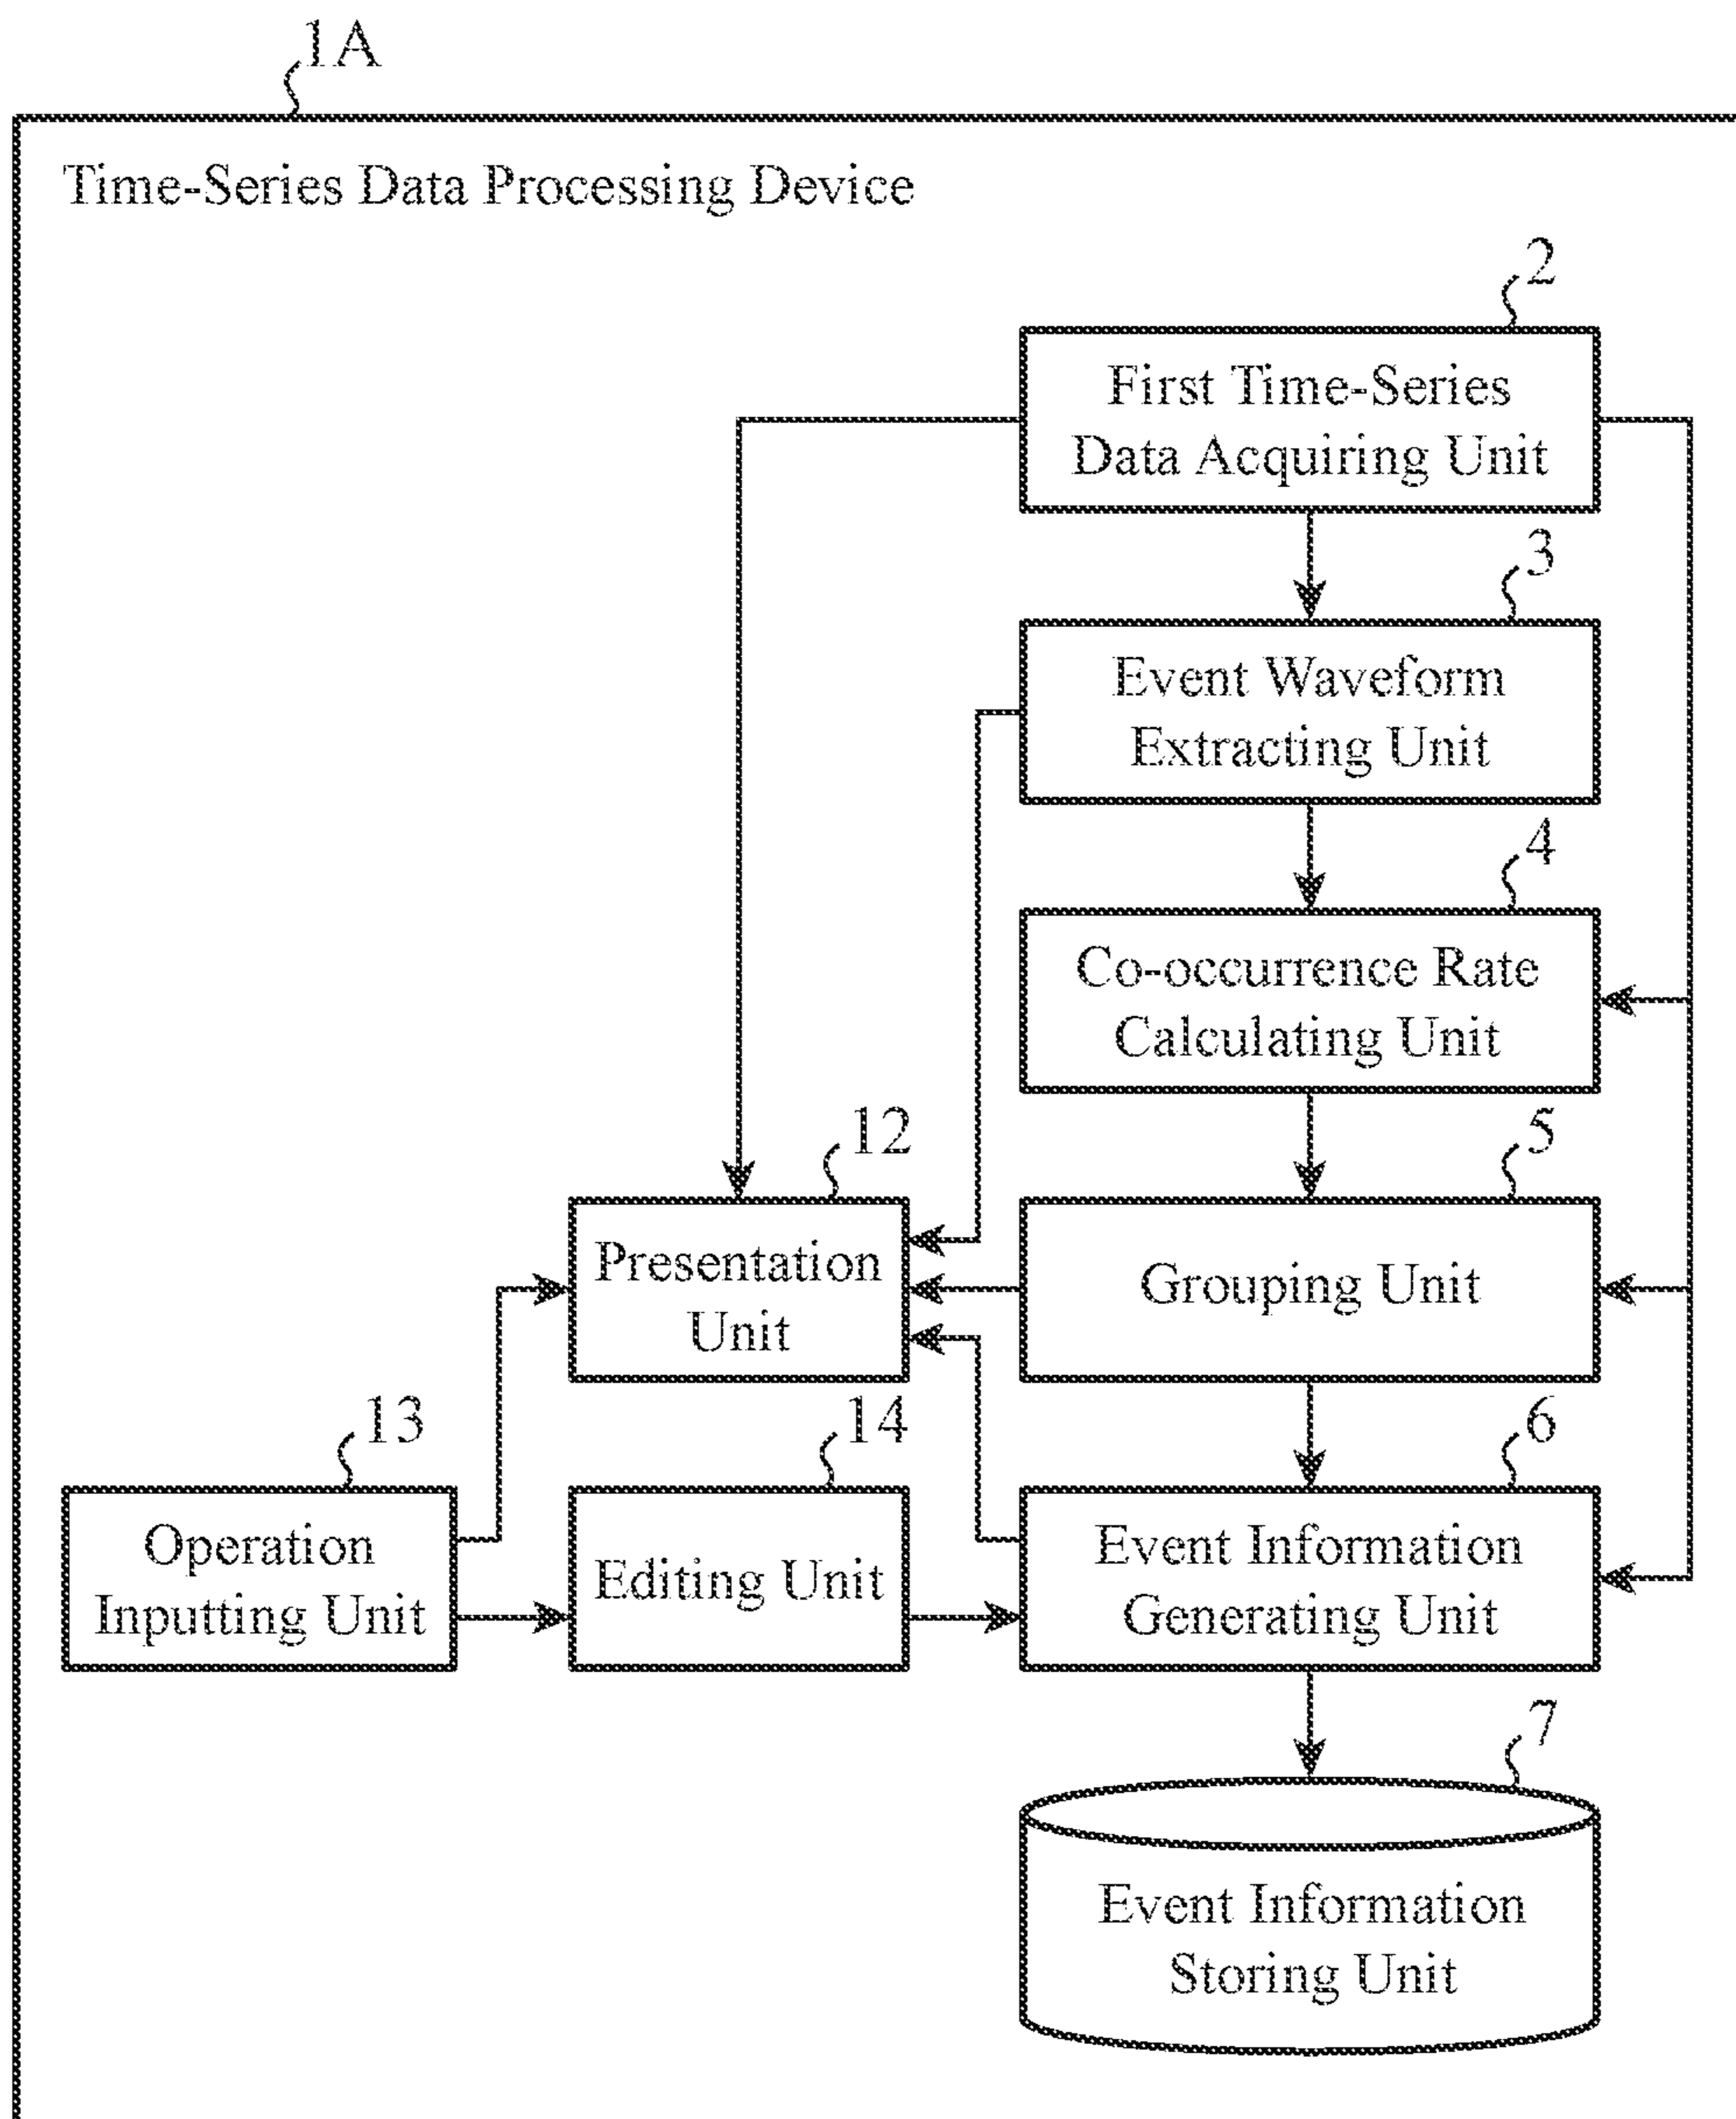 1A
Time-Series Data Processing Device
2
First Time-Series
Data Acquiring Unit
3
Event Waveform
Extracting Unit
4
Co-occurrence Rate
Calculating Unit
12
Presentation
Unit
5
Grouping Unit
13
Operation
Inputting Unit
14
Editing Unit
6
Event Information
Generating Unit
7
Event Information
Storing Unit